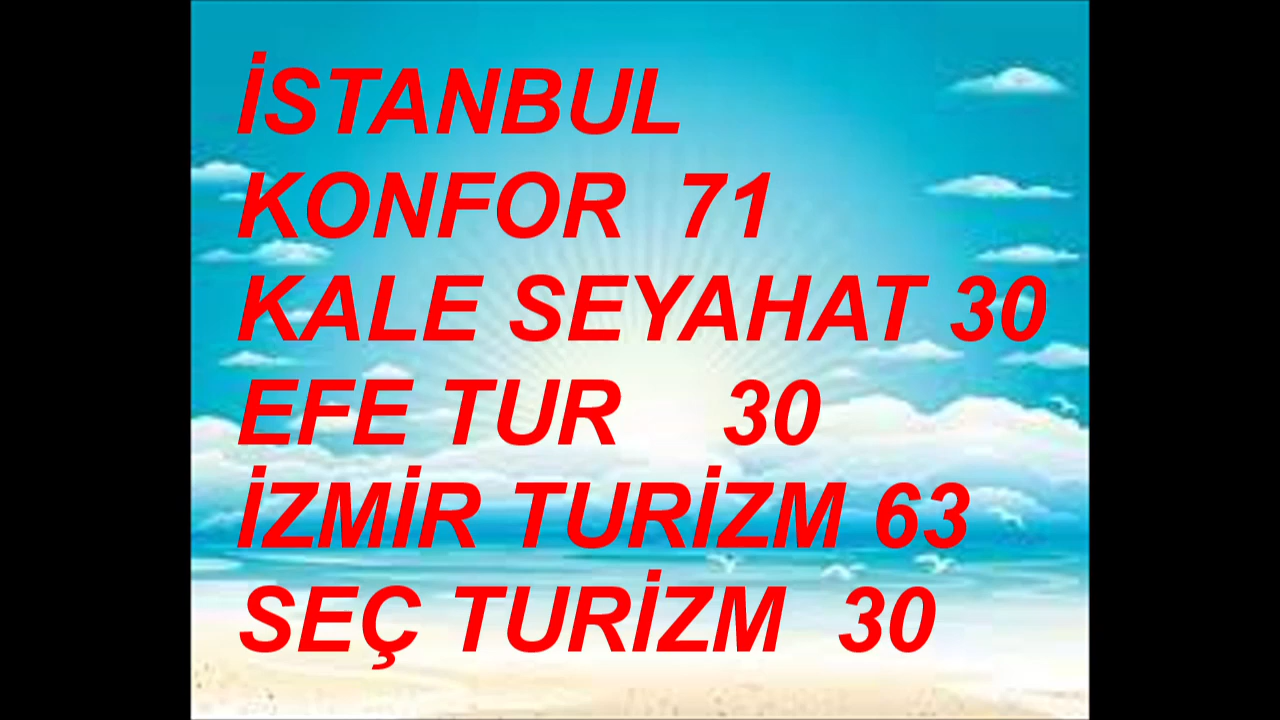 İSTANBUL
KONFOR 71
KALE SEYAHAT 30
EFE TUR 30
İZMİR TURİZM 63
SEÇ TURİZM 30